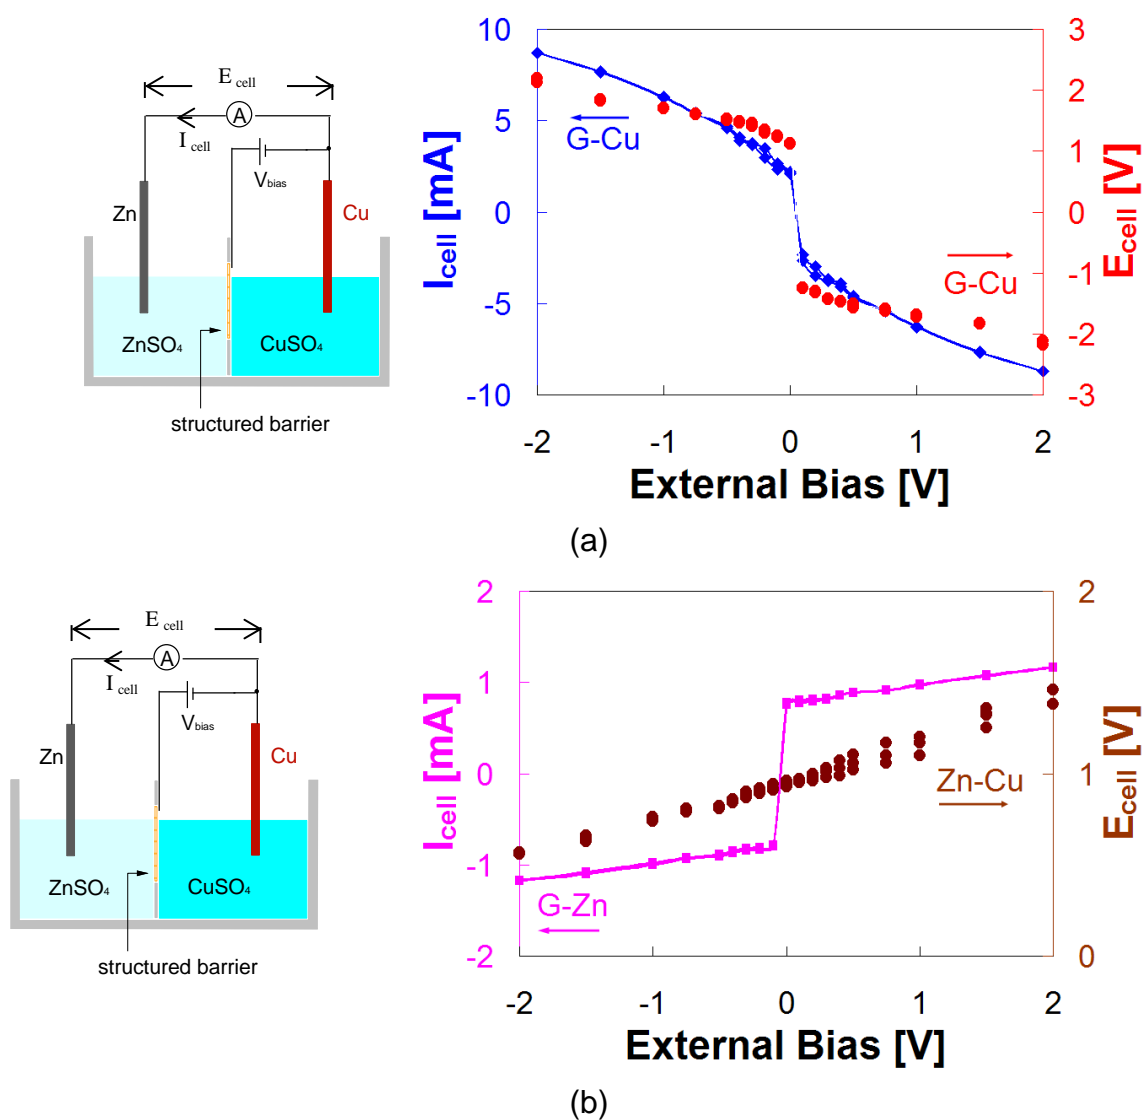 E cell
A
I cell
V bias
Zn
Cu
ZnSO4
CuSO4
structured barrier
10
5
0
-5
-10
Icell [mA]
G-Cu
G-Cu
3
2
1
0
-1
-2
-3
Ecell [V]
-2 -1 0 1 2
External Bias [V]
(a)
E cell
A
I cell
Vbias
Zn
Cu
ZnSO4
CuSO4
structured barrier
2
1
0
-1
-2
Icell [mA]
G-Zn
Zn-Cu
2
1
0
Ecell [V]
-2 -1 0 1 2
External Bias [V]
(b)